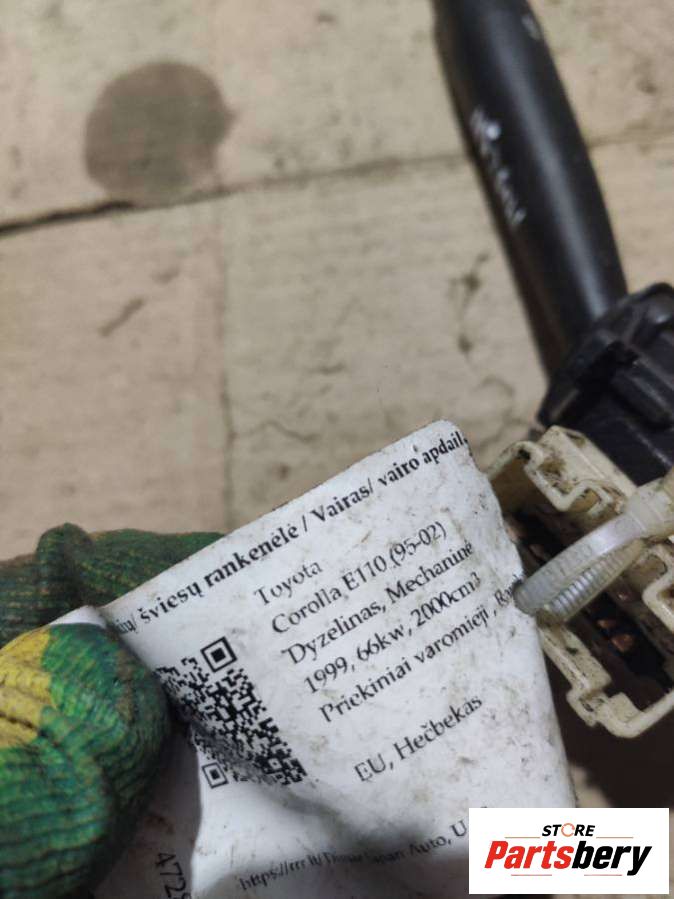 šviesų rankenėlė / Vairas/ vairo apdail.
Toyota
Corolla E110 (95-02)
Dyzelinas, Mechaninė
1999, 66kw, 2000cm³
Priekiniai varomieji,
EU, Hečbekas
Auto,
STORE
Partsbery